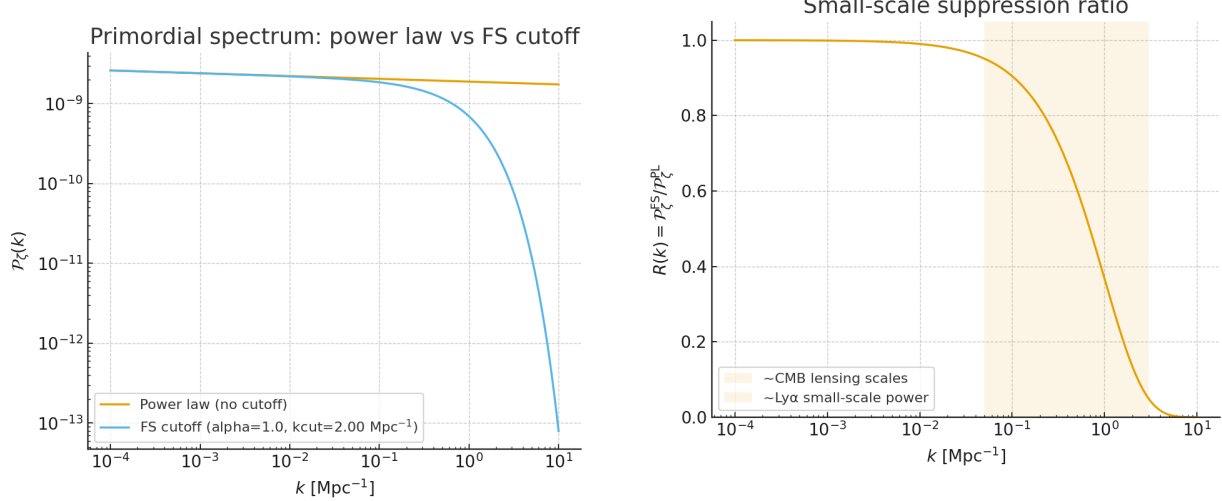 Primordial spectrum: power law vs FS cutoff
10⁻⁹
10⁻¹⁰
10⁻¹¹
10⁻¹²
10⁻¹³
𝒫ζ(k)
Power law (no cutoff)
FS cutoff (alpha=1.0, kcut=2.00 Mpc⁻¹)
10⁻⁴
10⁻³
10⁻²
10⁻¹
10⁰
10¹
k [Mpc⁻¹]
Small-scale suppression ratio
1.0
0.8
0.6
0.4
0.2
0.0
R(k) = 𝒫ζ^FS/𝒫ζ^PL
~CMB lensing scales
~Lyα small-scale power
10⁻⁴
10⁻³
10⁻²
10⁻¹
10⁰
10¹
k [Mpc⁻¹]